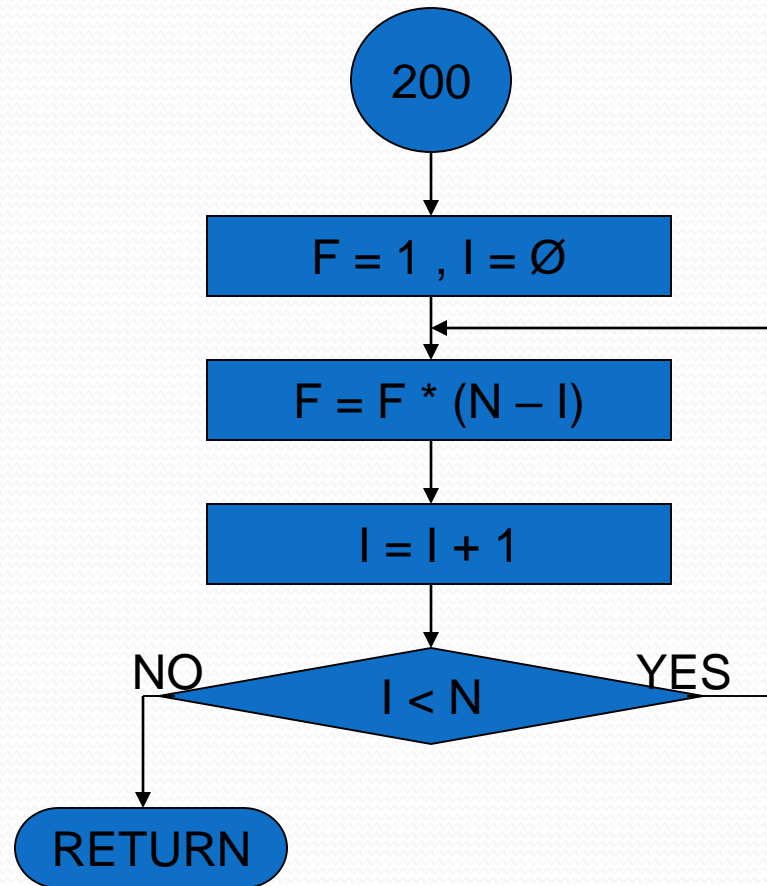 200
F = 1 , I = Ø
F = F * (N – I)
I = I + 1
NO
I < N
YES
RETURN